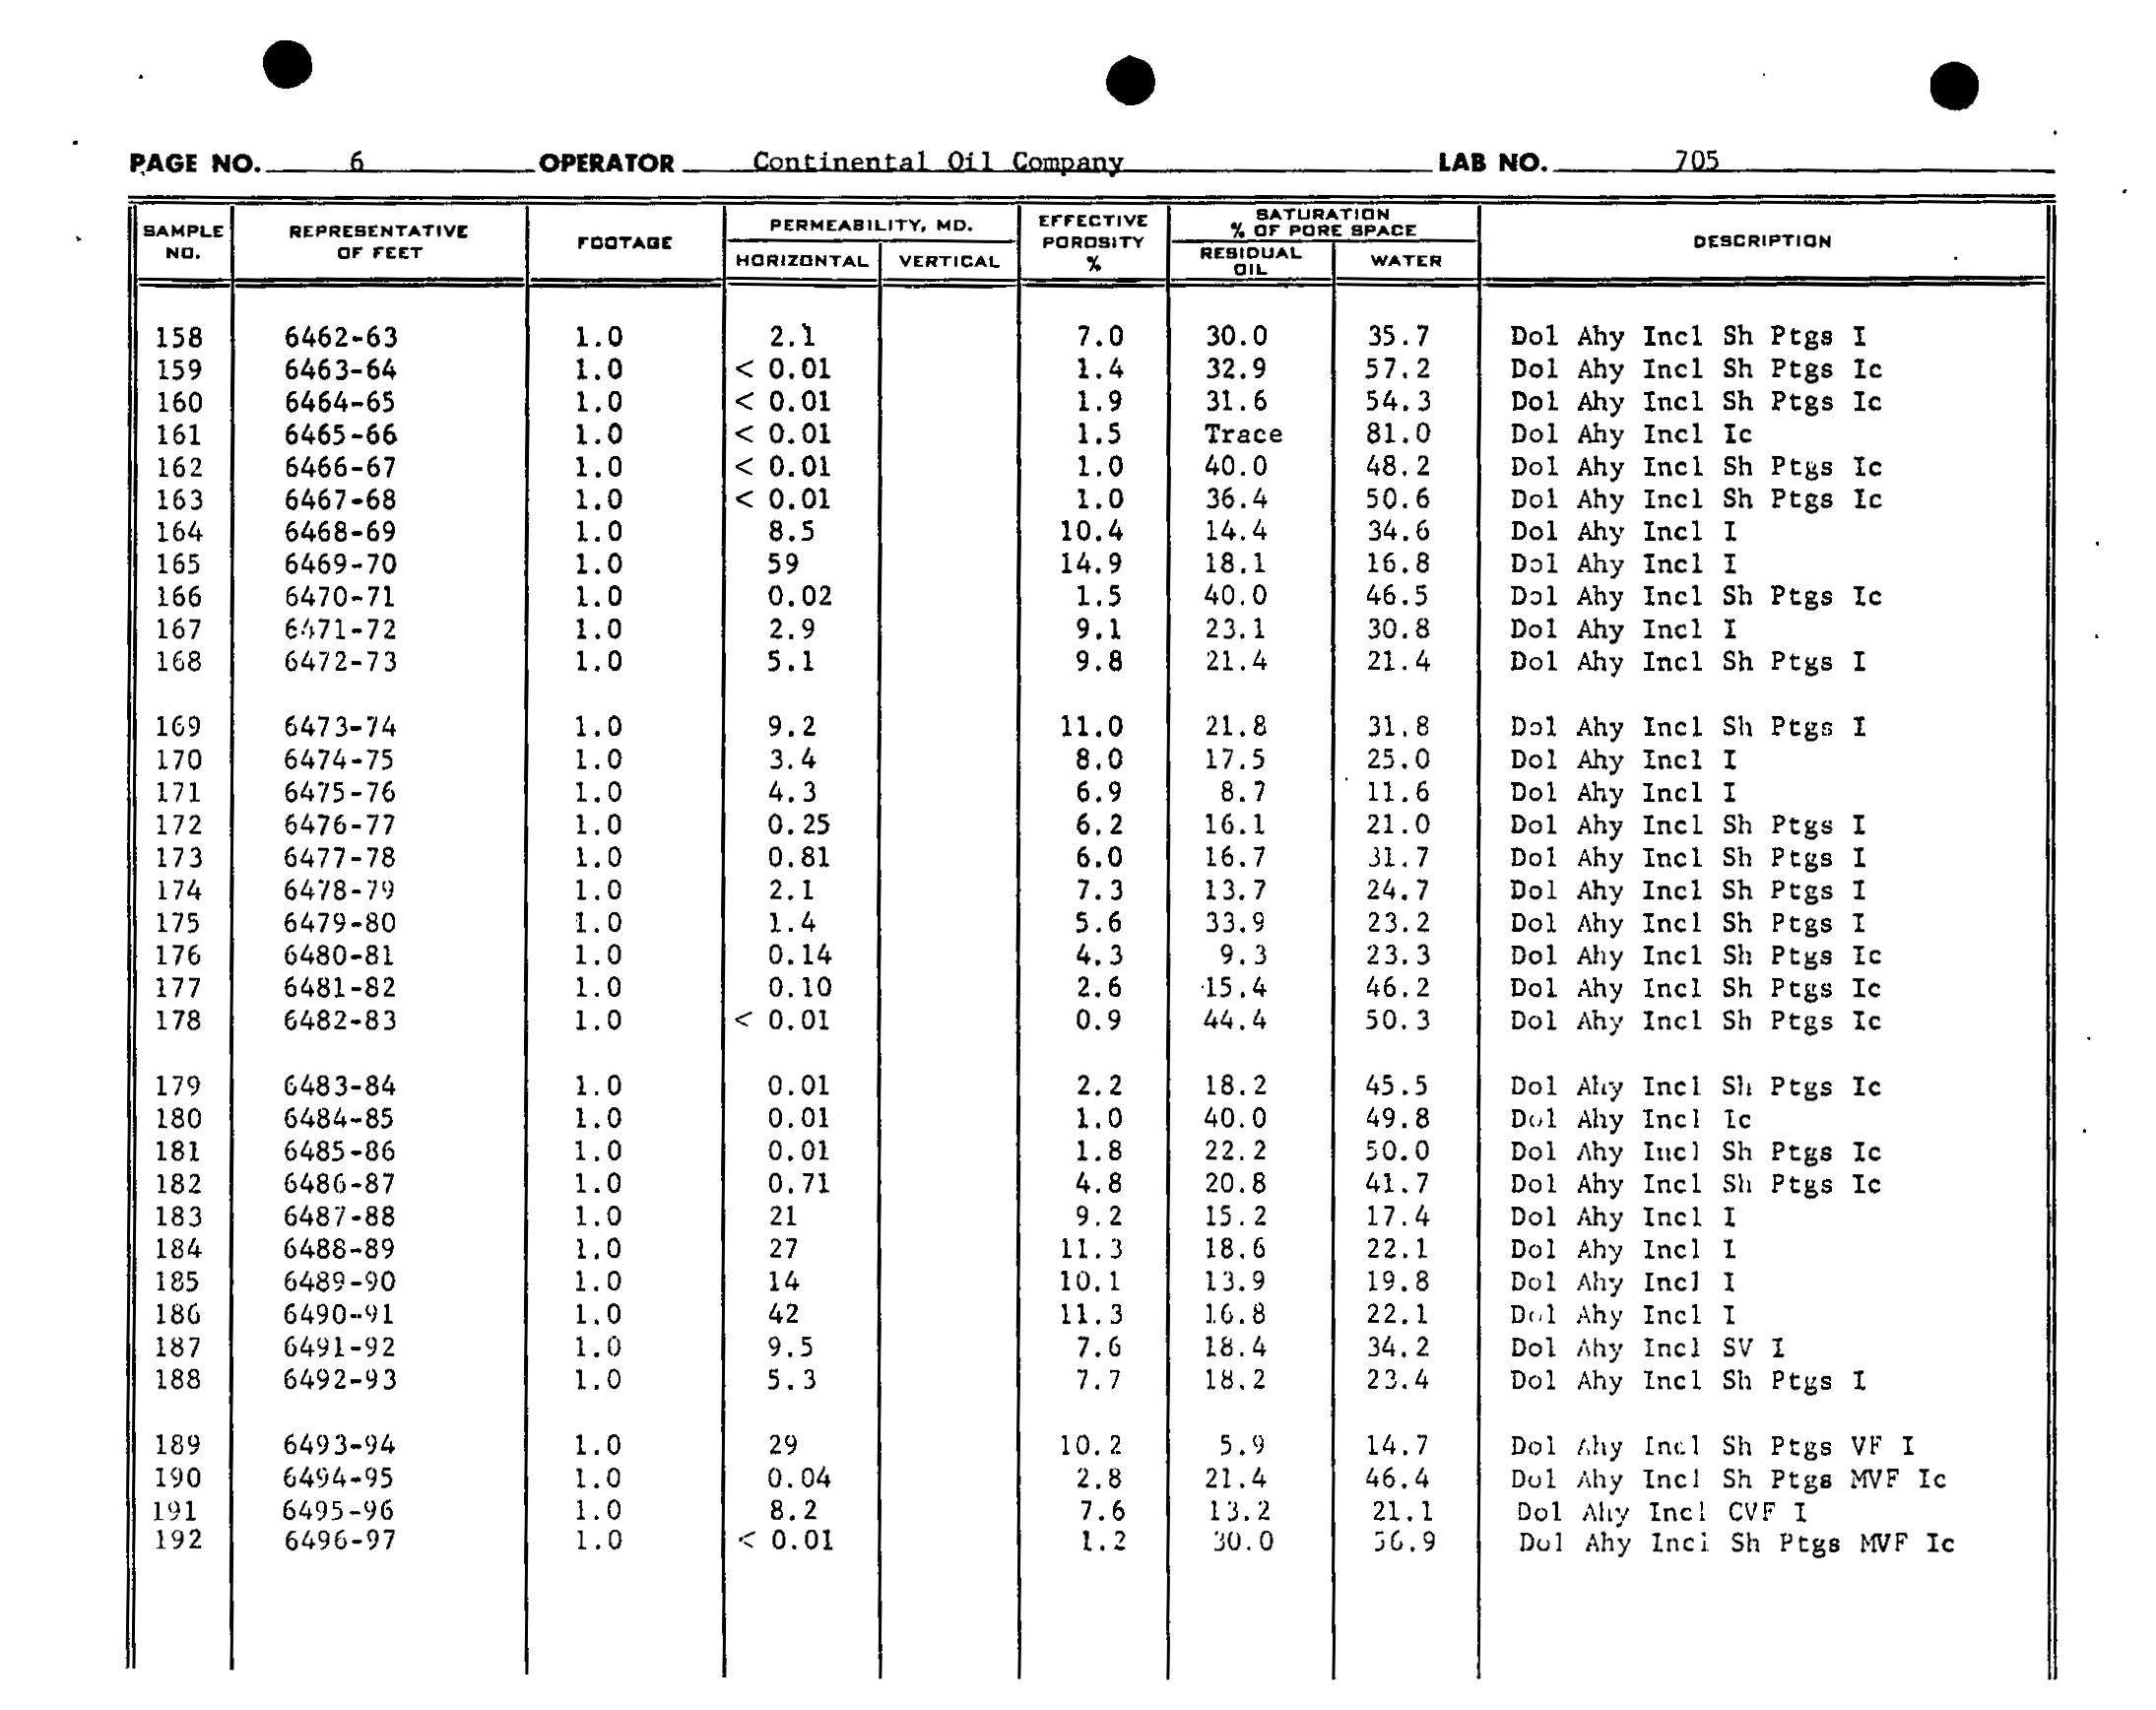 PAGE NO. 6 OPERATOR Continental Oil Company LAB NO. 705
SAMPLE NO. REPRESENTATIVE OF FEET FOOTAGE PERMEABILITY, MD. HORIZONTAL VERTICAL EFFECTIVE POROSITY % SATURATION % OF PORE SPACE RESIDUAL OIL WATER DESCRIPTION
158 6462-63 1.0 2.1 7.0 30.0 35.7 Dol Ahy Incl Sh Ptgs I
159 6463-64 1.0 < 0.01 1.4 32.9 57.2 Dol Ahy Incl Sh Ptgs Ic
160 6464-65 1.0 < 0.01 1.9 31.6 54.3 Dol Ahy Incl Sh Ptgs Ic
161 6465-66 1.0 < 0.01 1.5 Trace 81.0 Dol Ahy Incl Ic
162 6466-67 1.0 < 0.01 1.0 40.0 48.2 Dol Ahy Incl Sh Ptgs Ic
163 6467-68 1.0 < 0.01 1.0 36.4 50.6 Dol Ahy Incl Sh Ptgs Ic
164 6468-69 1.0 8.5 10.4 14.4 34.6 Dol Ahy Incl I
165 6469-70 1.0 59 14.9 18.1 16.8 Dol Ahy Incl I
166 6470-71 1.0 0.02 1.5 40.0 46.5 Dol Ahy Incl Sh Ptgs Ic
167 6471-72 1.0 2.9 9.1 23.1 30.8 Dol Ahy Incl I
168 6472-73 1.0 5.1 9.8 21.4 21.4 Dol Ahy Incl Sh Ptgs I
169 6473-74 1.0 9.2 11.0 21.8 31.8 Dol Ahy Incl Sh Ptgs I
170 6474-75 1.0 3.4 8.0 17.5 25.0 Dol Ahy Incl I
171 6475-76 1.0 4.3 6.9 8.7 11.6 Dol Ahy Incl I
172 6476-77 1.0 0.25 6.2 16.1 21.0 Dol Ahy Incl Sh Ptgs I
173 6477-78 1.0 0.81 6.0 16.7 31.7 Dol Ahy Incl Sh Ptgs I
174 6478-79 1.0 2.1 7.3 13.7 24.7 Dol Ahy Incl Sh Ptgs I
175 6479-80 1.0 1.4 5.6 33.9 23.2 Dol Ahy Incl Sh Ptgs I
176 6480-81 1.0 0.14 4.3 9.3 23.3 Dol Ahy Incl Sh Ptgs Ic
177 6481-82 1.0 0.10 2.6 15.4 46.2 Dol Ahy Incl Sh Ptgs Ic
178 6482-83 1.0 < 0.01 0.9 44.4 50.3 Dol Ahy Incl Sh Ptgs Ic
179 6483-84 1.0 0.01 2.2 18.2 45.5 Dol Ahy Incl Sh Ptgs Ic
180 6484-85 1.0 0.01 1.0 40.0 49.8 Dol Ahy Incl Ic
181 6485-86 1.0 0.01 1.8 22.2 50.0 Dol Ahy Incl Sh Ptgs Ic
182 6486-87 1.0 0.71 4.8 20.8 41.7 Dol Ahy Incl Sh Ptgs Ic
183 6487-88 1.0 21 9.2 15.2 17.4 Dol Ahy Incl I
184 6488-89 1.0 27 11.3 18.6 22.1 Dol Ahy Incl I
185 6489-90 1.0 14 10.1 13.9 19.8 Dol Ahy Incl I
186 6490-91 1.0 42 11.3 16.8 22.1 Dol Ahy Incl I
187 6491-92 1.0 9.5 7.6 18.4 34.2 Dol Ahy Incl SV I
188 6492-93 1.0 5.3 7.7 18.2 23.4 Dol Ahy Incl Sh Ptgs I
189 6493-94 1.0 29 10.2 5.9 14.7 Dol Ahy Incl Sh Ptgs VF I
190 6494-95 1.0 0.04 2.8 21.4 46.4 Dol Ahy Incl Sh Ptgs MVF Ic
191 6495-96 1.0 8.2 7.6 13.2 21.1 Dol Ahy Incl CVF I
192 6496-97 1.0 < 0.01 1.2 30.0 56.9 Dol Ahy Incl Sh Ptgs MVF Ic